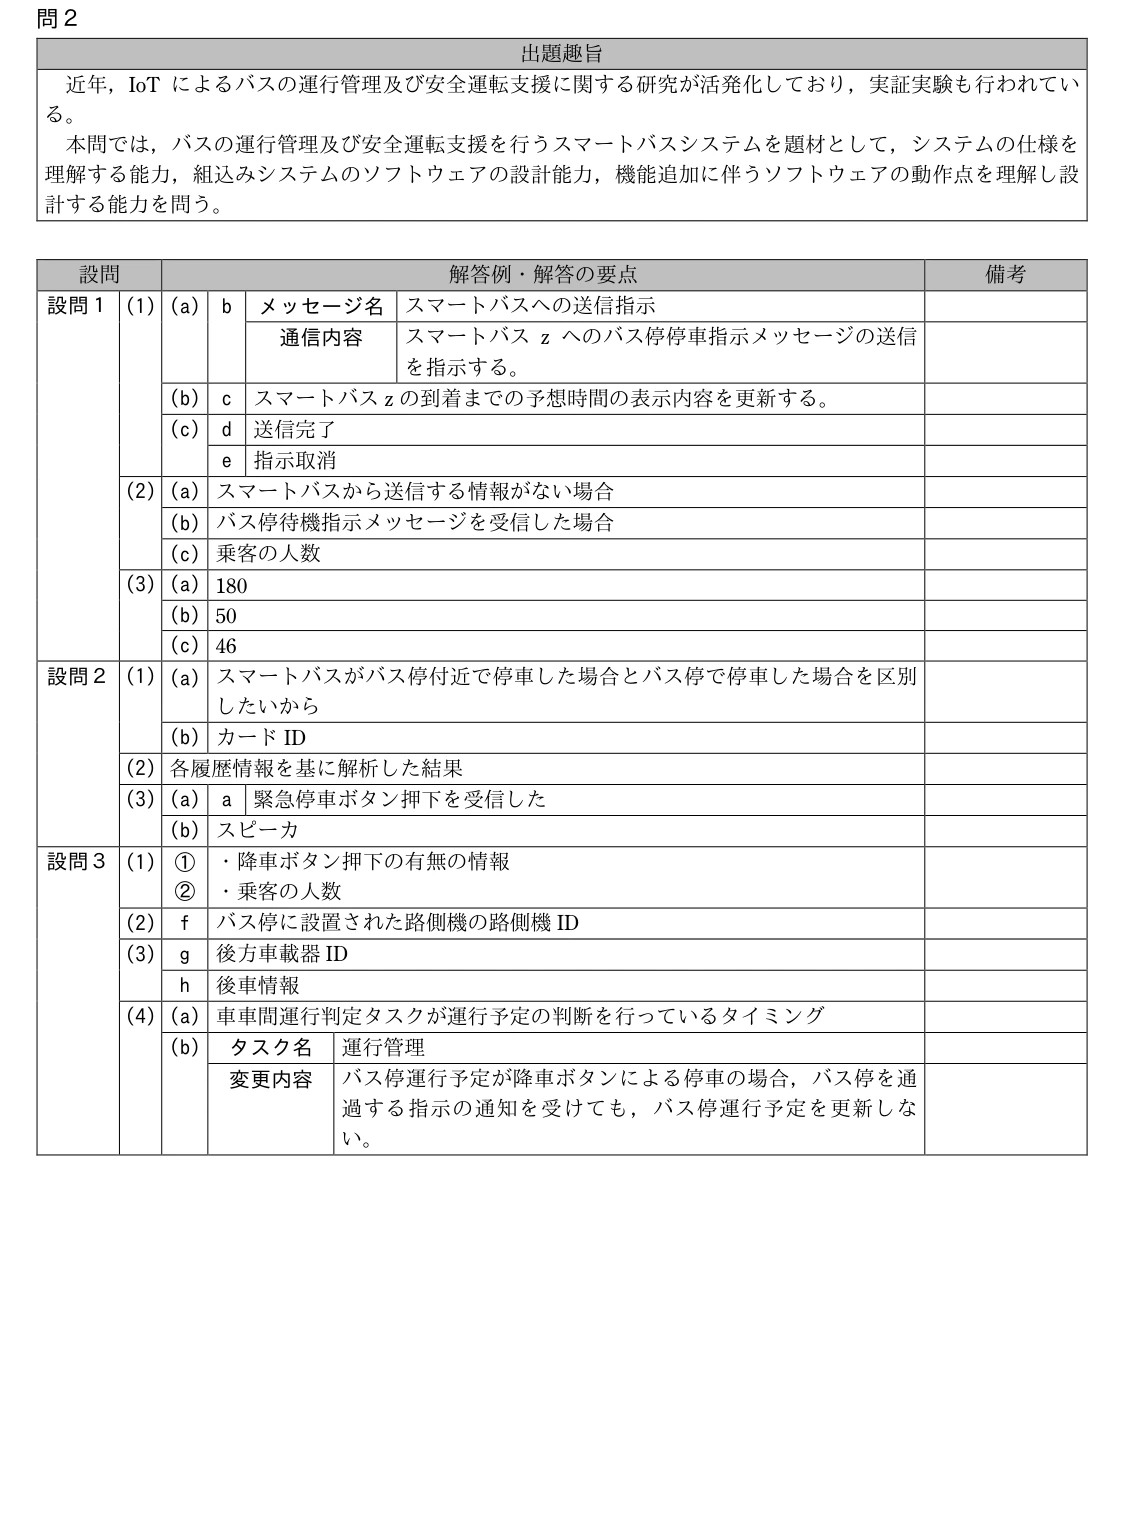 問２
出題趣旨
近年，IoT によるバスの運行管理及び安全運転支援に関する研究が活発化しており，実証実験も行われてい
る。
本問では，バスの運行管理及び安全運転支援を行うスマートバスシステムを題材として，システムの仕様を
理解する能力，組込みシステムのソフトウェアの設計能力，機能追加に伴うソフトウェアの動作点を理解し設
計する能力を問う。
設問 解答例・解答の要点 備考
設問１ (1) (a) b メッセージ名 スマートバスへの送信指示
通信内容 スマートバス z へのバス停停車指示メッセージの送信
を指示する。
(b) c スマートバス z の到着までの予想時間の表示内容を更新する。
(c) d 送信完了
e 指示取消
(2) (a) スマートバスから送信する情報がない場合
(b) バス停待機指示メッセージを受信した場合
(c) 乗客の人数
(3) (a) 180
(b) 50
(c) 46
設問２ (1) (a) スマートバスがバス停付近で停車した場合とバス停で停車した場合を区別
したいから
(b) カード ID
(2) 各履歴情報を基に解析した結果
(3) (a) a 緊急停車ボタン押下を受信した
(b) スピーカ
設問３ (1) ① ・降車ボタン押下の有無の情報
② ・乗客の人数
(2) f バス停に設置された路側機の路側機 ID
(3) g 後方車載器 ID
h 後車情報
(4) (a) 車車間運行判定タスクが運行予定の判断を行っているタイミング
(b) タスク名 運行管理
変更内容 バス停運行予定が降車ボタンによる停車の場合，バス停を通
過する指示の通知を受けても，バス停運行予定を更新しな
い。